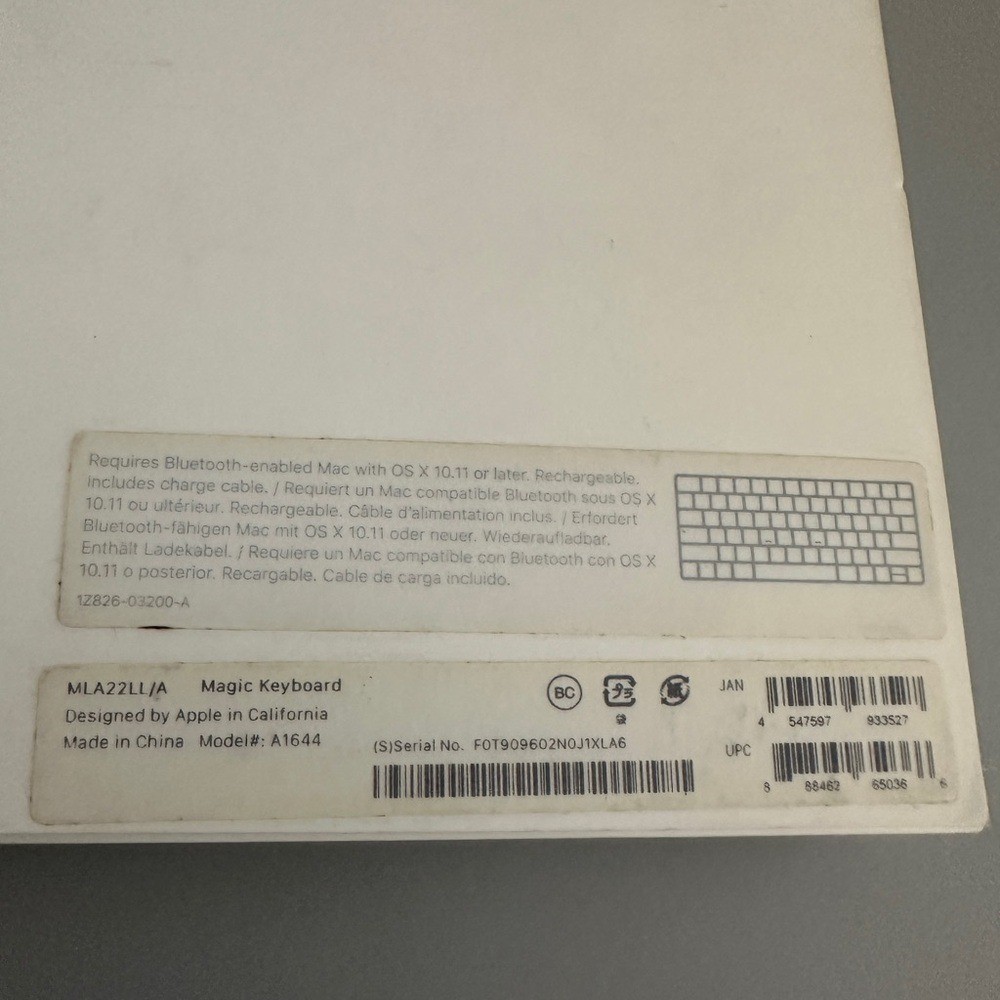 Requires Bluetooth-enabled Mac with OS X 10.11 or later. Rechargeable.
Includes charge cable. / Requiert un Mac compatible Bluetooth sous OS X
10.11 ou ultérieur. Rechargeable. Câble d'alimentation inclus. / Erfordert
Bluetooth-fähigen Mac mit OS X 10.11 oder neuer. Wiederaufladbar.
Enthält Ladekabel. / Requiere un Mac compatible con Bluetooth con OS X
10.11 o posterior. Recargable. Cable de carga incluido.
1Z826-03200-A
MLA22LL/A Magic Keyboard
Designed by Apple in California
Made in China Model#: A1644
(S)Serial No. F0T909602N0J1XLA6
BC
プラ
紙
JAN
4 547597 933527
UPC
8 88462 65036 6